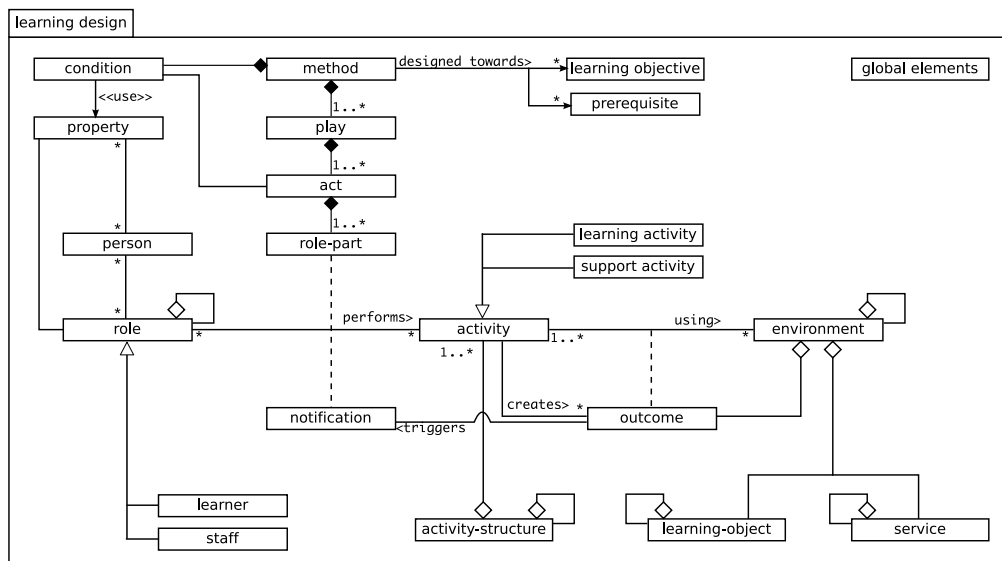 learning design
condition
method
designed towards>
*
learning objective
global elements
<<use>>
1..*
*
prerequisite
property
play
*
1..*
act
1..*
*
person
role-part
learning activity
*
support activity
*
role
performes>
activity
using>
environment
*
*
1..*
*
1..*
notification
creates>
*
outcome
<triggers
learner
staff
activity-structure
learning-object
service